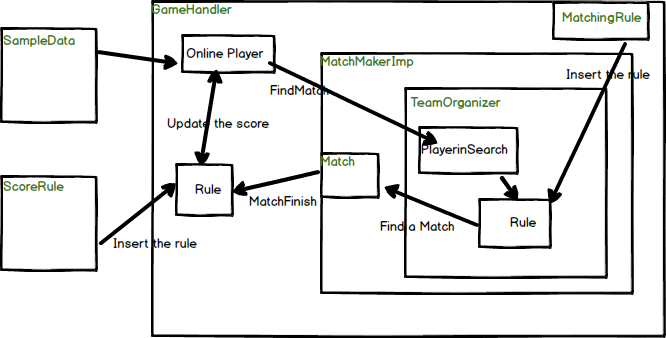 GameHandler
MatchingRule
SampleData
Online Player
MatchMakerImp
Insert the rule
FindMatch
TeamOrganizer
Update the score
PlayerinSearch
Match
ScoreRule
Rule
MatchFinish
Find a Match
Rule
Insert the rule